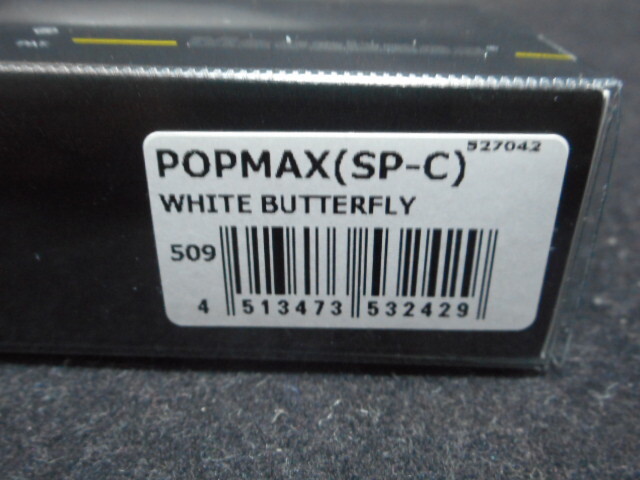 527042
POPMAX(SP-C)
WHITE BUTTERFLY
509
4 513473 532429